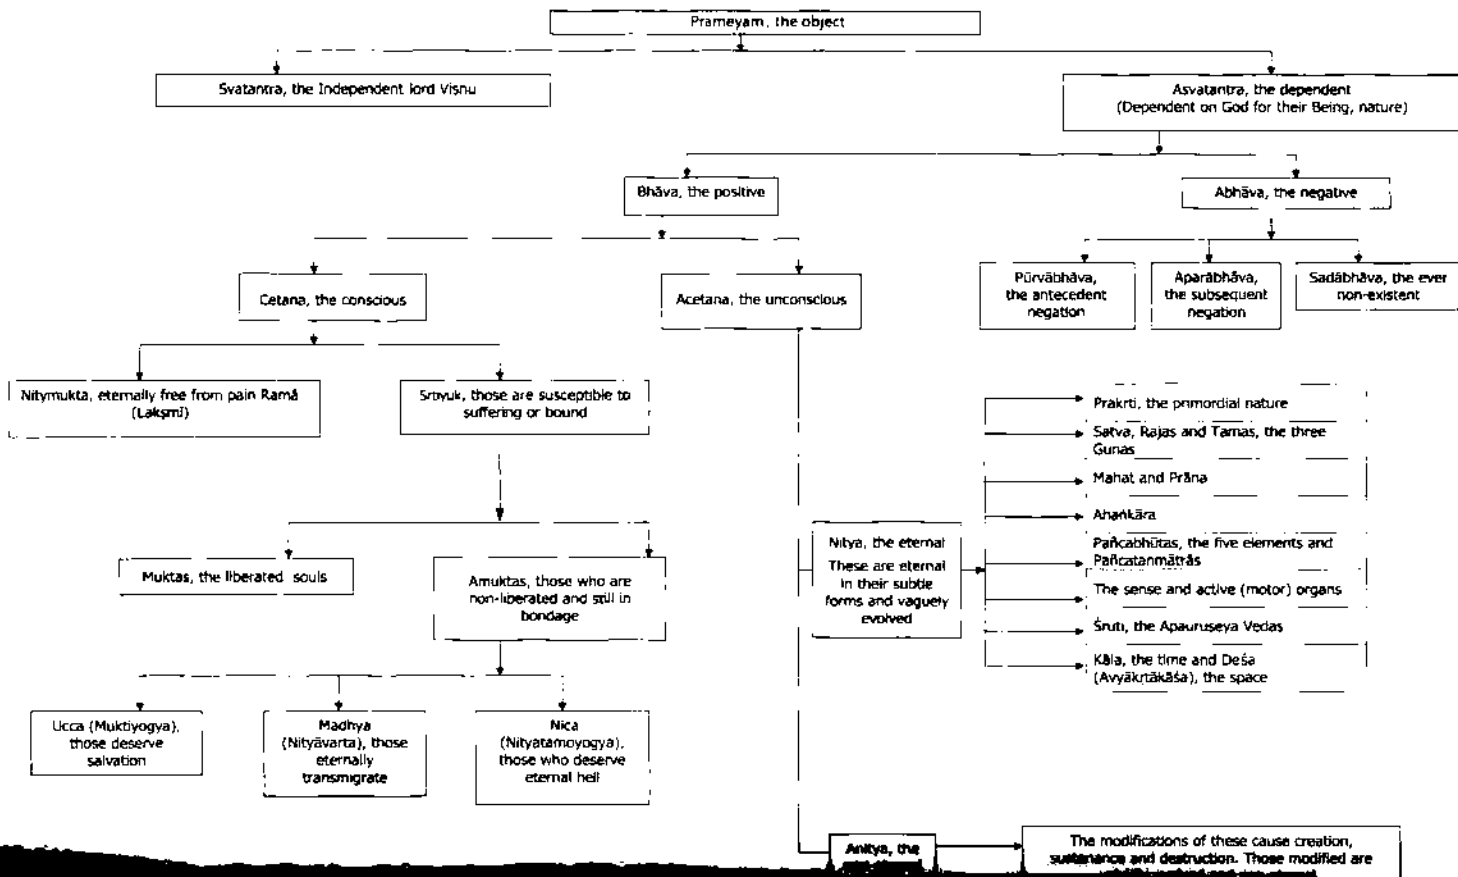 Prameyam, the object
Svatantra, the Independent lord Visnu
Asvatantra, the dependent
(Dependent on God for their Being, nature)
Bhāva, the positive
Abhāva, the negative
Cetana, the conscious
Acetana, the unconscious
Pūrvābhāva,
the antecedent
negation
Aparābhāva,
the subsequent
negation
Sadābhāva, the ever
non-existent
Nitymukta, eternally free from pain Ramā
(Lakṣmī)
those are susceptible to
suffering or bound
Prakrti, the primordial nature
Satva, Rajas and Tamas, the three
Gunas
Mahat and Prāna
Ahaṅkāra
Pañcabhūtas, the five elements and
Pañcatanmātrās
The sense and active (motor) organs
Śruti, the Apauruseya Vedas
Kāla, the time and Deśa
(Avyākṛtākāśa), the space
Nitya, the eternal
These are eternal
in their subtle
forms and vaguely
evolved
Muktas, the liberated souls
Amuktas, those who are
non-liberated and still in
bondage
Ucca (Muktiyogya),
those deserve
salvation
Madhya
(Nityāvarta), those
eternally
transmigrate
Nica
(Nityatamoyogya),
those who deserve
eternal hell
Anitya, the
The modifications of these cause creation,
sustenance and destruction. Those modified are